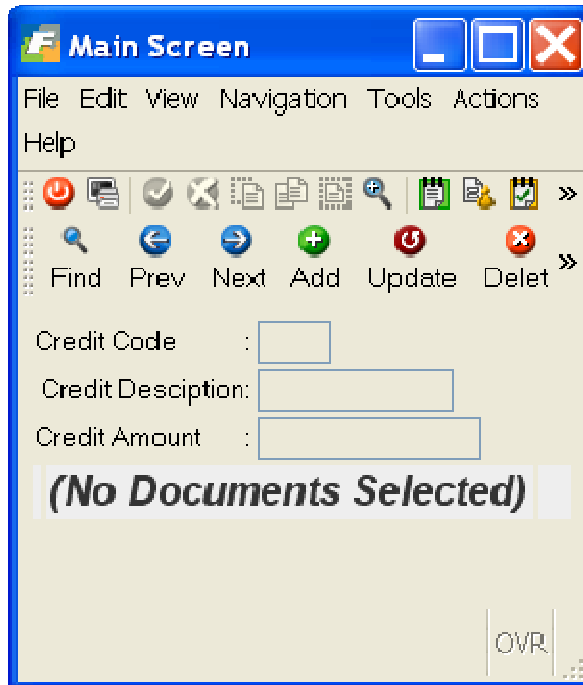 Main Screen
File Edit View Navigation Tools Actions
Help
»
Find Prev Next Add Update Delet »
Credit Code :
Credit Desciption:
Credit Amount :
(No Documents Selected)
OVR